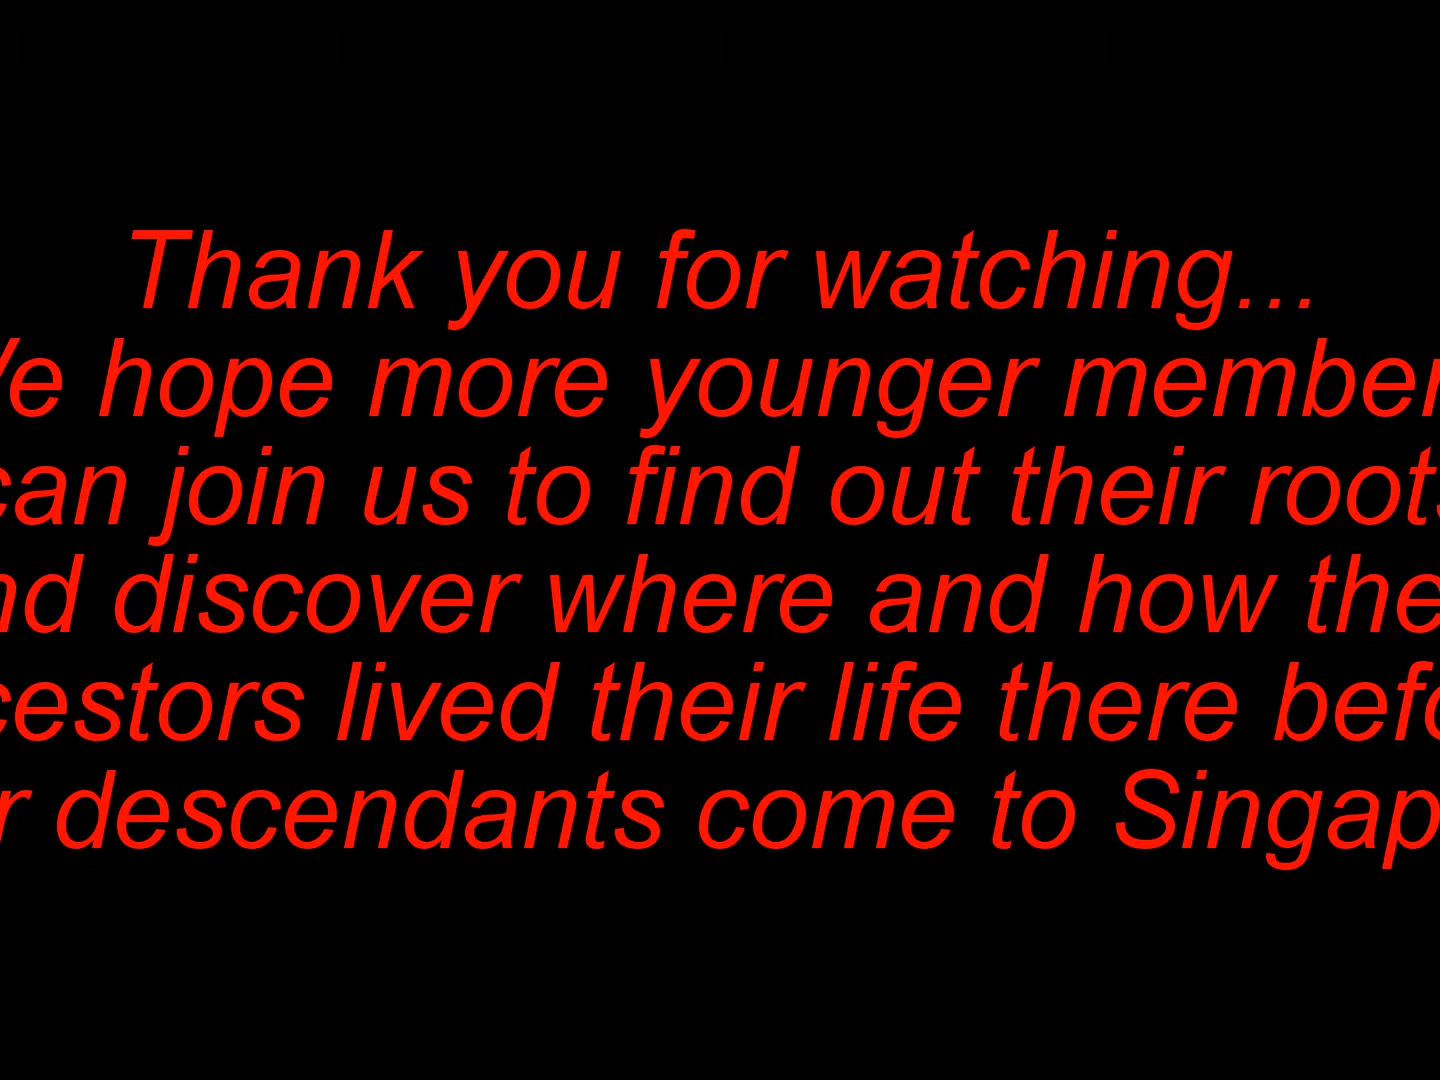 Thank you for watching...
e hope more younger member
can join us to find out their roots
nd discover where and how the
cestors lived their life there befo
r descendants come to Singap